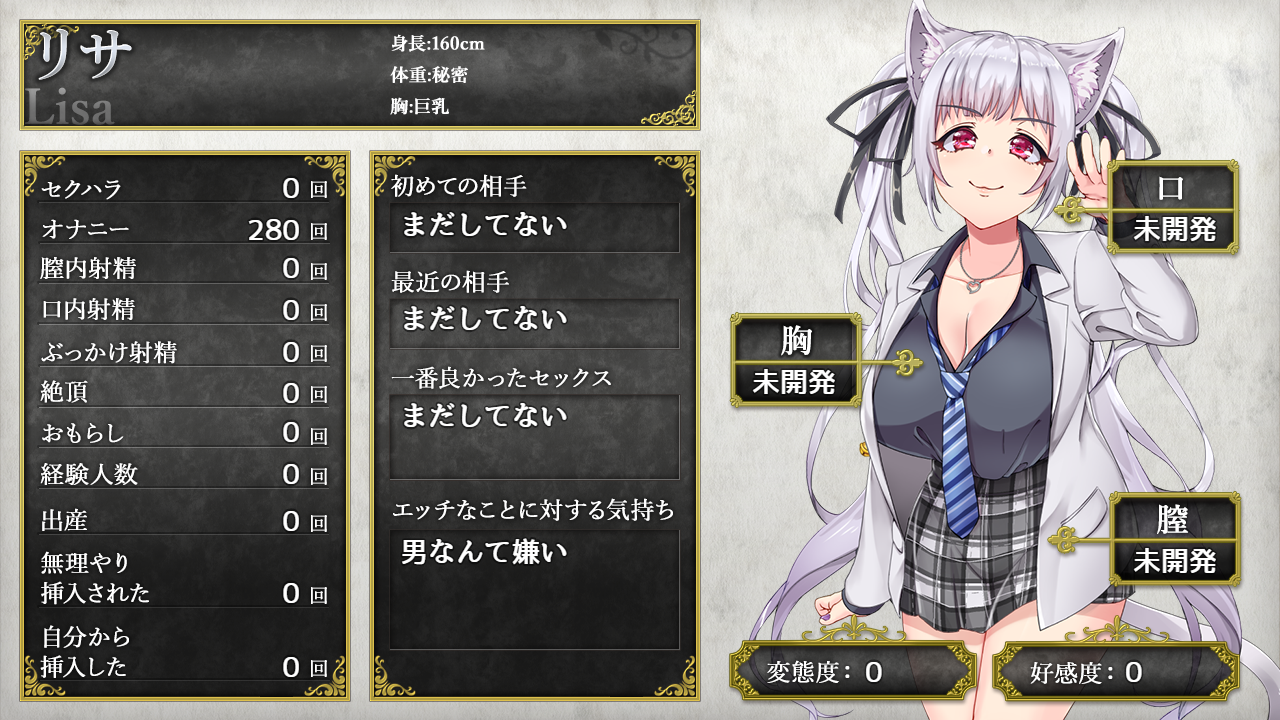 リサ
Lisa
身長:160cm
体重:秘密
胸:巨乳
セクハラ 0 回
オナニー 280 回
膣内射精 0 回
口内射精 0 回
ぶっかけ射精 0 回
絶頂 0 回
おもらし 0 回
経験人数 0 回
出産 0 回
無理やり
挿入された 0 回
自分から
挿入した 0 回
初めての相手
まだしてない
最近の相手
まだしてない
一番良かったセックス
まだしてない
エッチなことに対する気持ち
男なんて嫌い
口
未開発
胸
未開発
膣
未開発
変態度: 0
好感度: 0